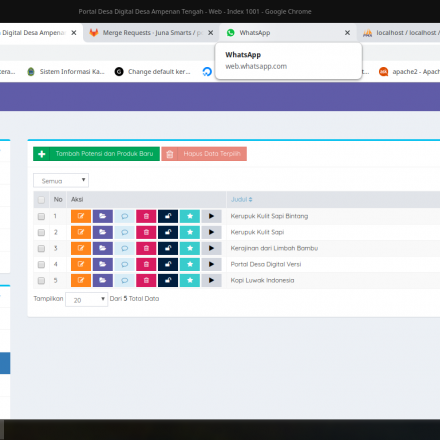 Portal Desa Digital Desa Ampenan Tengah - Web - Index 1001 - Google Chrome
Digital Desa Ampenan
Merge Requests · Juna Smarts / p
WhatsApp
localhost / localhost /
WhatsApp
web.whatsapp.com
Sistem Informasi Ka...
Change default ker...
apache2 - Apach
Tambah Potensi dan Produk Baru
Hapus Data Terpilih
Semua
No Aksi Judul
1 Kerupuk Kulit Sapi Bintang
2 Kerupuk Kulit Sapi
3 Kerajinan dari Limbah Bambu
4 Portal Desa Digital Versi
5 Kopi Luwak Indonesia
Tampilkan 20 Dari 5 Total Data